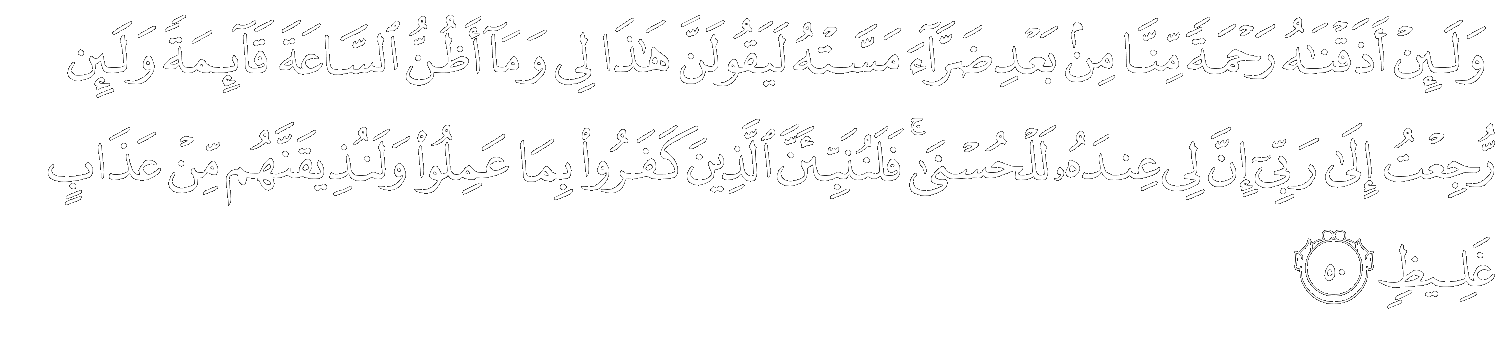 وَلَئِنْ أَذَقْنَـٰهُ رَحْمَةً مِّنَّا مِنۢ بَعْدِ ضَرَّآءَ مَسَّتْهُ لَيَقُولَنَّ هَـٰذَا لِى وَمَآ أَظُنُّ ٱلسَّاعَةَ قَآئِمَةً وَلَئِن
رُّجِعْتُ إِلَىٰ رَبِّىٓ إِنَّ لِى عِندَهُۥ لَلْحُسْنَىٰ ۚ فَلَنُنَبِّئَنَّ ٱلَّذِينَ كَفَرُوا۟ بِمَا عَمِلُوا۟ وَلَنُذِيقَنَّهُم مِّنْ عَذَابٍ
غَلِيظٍ ٥٠